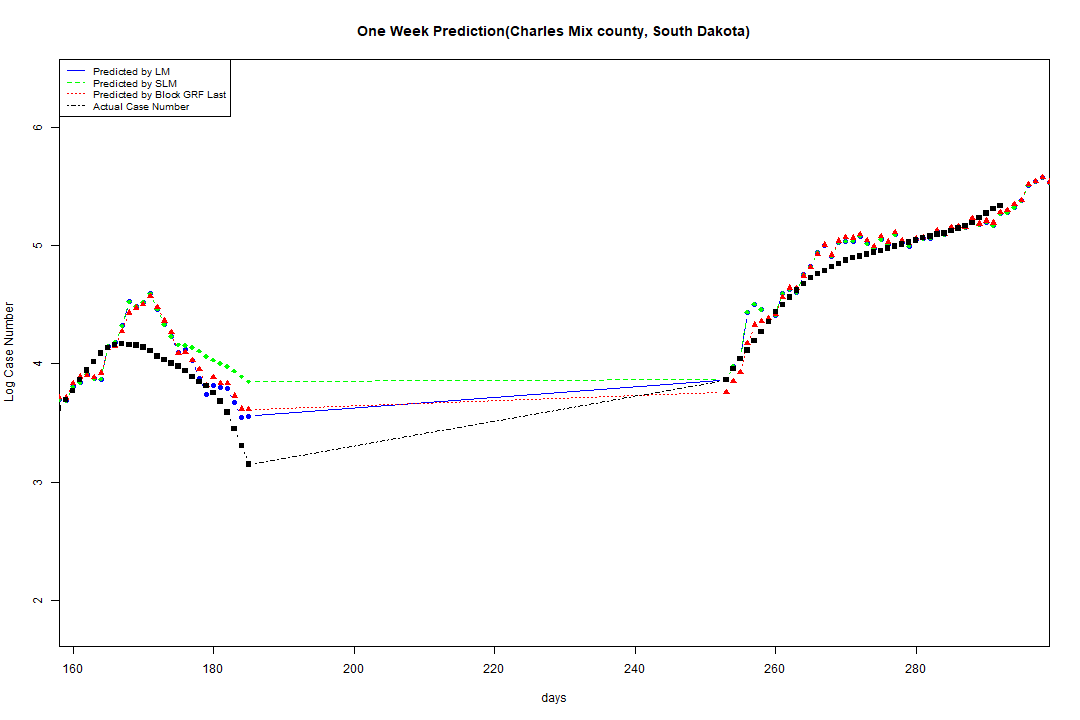 One Week Prediction(Charles Mix county, South Dakota)
Predicted by LM
Predicted by SLM
Predicted by Block GRF Last
Actual Case Number
Log Case Number
6
5
4
3
2
160 180 200 220 240 260 280
days